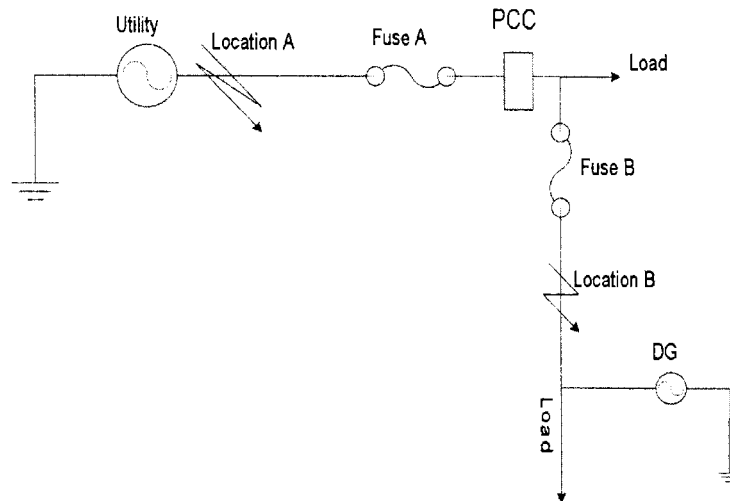 Utility
Location A
Fuse A
PCC
Load
Fuse B
Location B
DG
Load